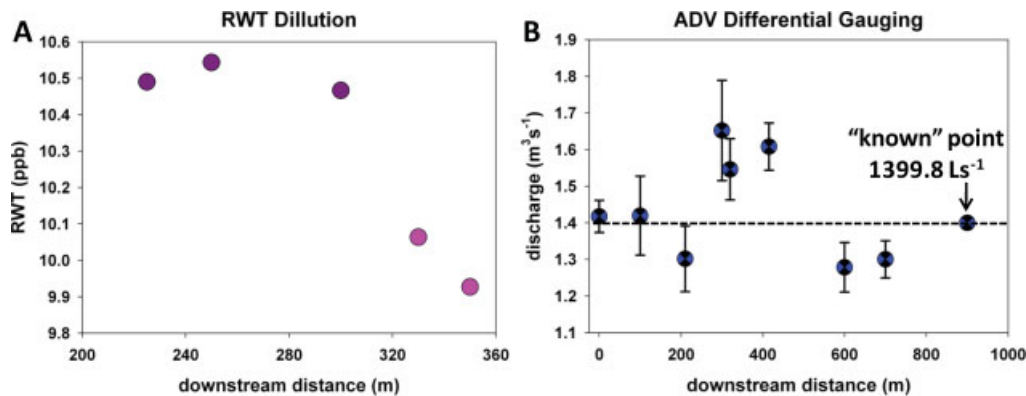 A
RWT Dillution
RWT (ppb)
10.6
10.5
10.4
10.3
10.2
10.1
10.0
9.9
9.8
200
240
280
320
360
downstream distance (m)
B
ADV Differential Gauging
discharge (m³s⁻¹)
1.9
1.8
1.7
1.6
1.5
1.4
1.3
1.2
1.1
"known" point
1399.8 Ls⁻¹
0
200
400
600
800
1000
downstream distance (m)